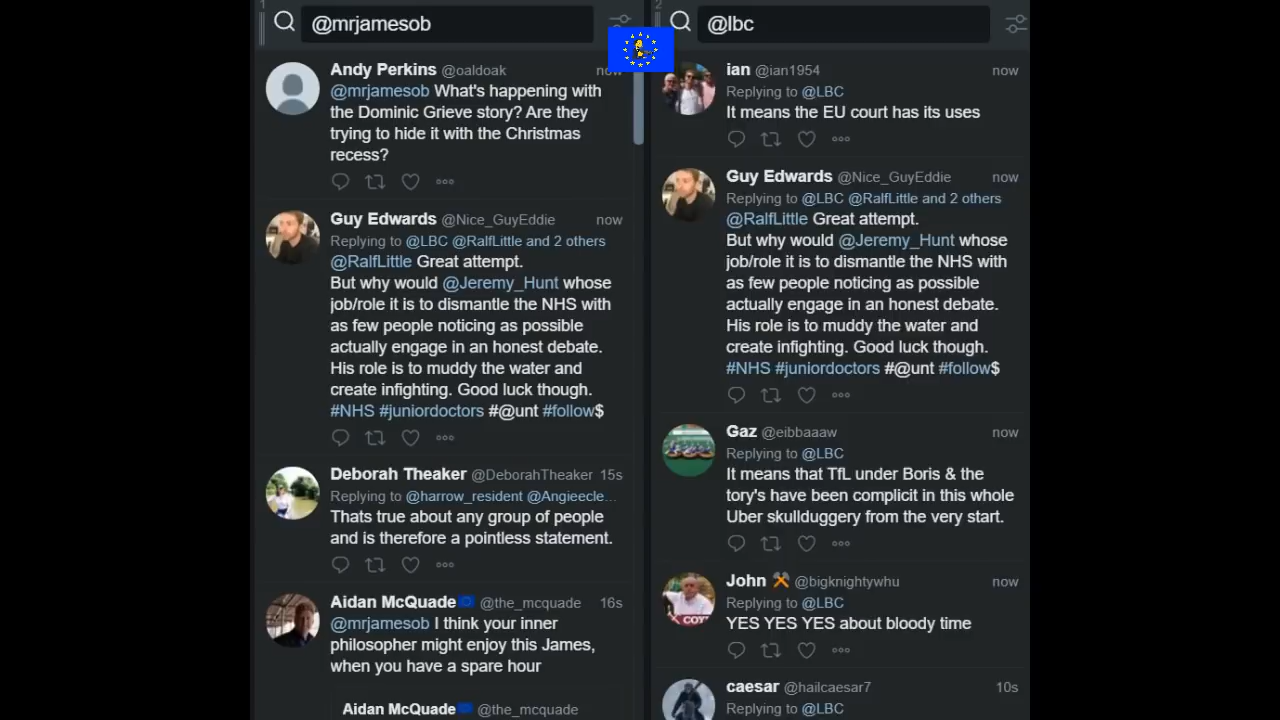 1
@mrjamesob
Andy Perkins @oaldoak now
@mrjamesob What's happening with
the Dominic Grieve story? Are they
trying to hide it with the Christmas
recess?
Guy Edwards @Nice_GuyEddie now
Replying to @LBC @RalfLittle and 2 others
@RalfLittle Great attempt.
But why would @Jeremy_Hunt whose
job/role it is to dismantle the NHS with
as few people noticing as possible
actually engage in an honest debate.
His role is to muddy the water and
create infighting. Good luck though.
#NHS #juniordoctors #@unt #follow$
Deborah Theaker @DeborahTheaker 15s
Replying to @harrow_resident @Angieecle...
Thats true about any group of people
and is therefore a pointless statement.
Aidan McQuade @the_mcquade 16s
@mrjamesob I think your inner
philosopher might enjoy this James,
when you have a spare hour
Aidan McQuade @the_mcquade
2
@lbc
ian @ian1954 now
Replying to @LBC
It means the EU court has its uses
Guy Edwards @Nice_GuyEddie now
Replying to @LBC @RalfLittle and 2 others
@RalfLittle Great attempt.
But why would @Jeremy_Hunt whose
job/role it is to dismantle the NHS with
as few people noticing as possible
actually engage in an honest debate.
His role is to muddy the water and
create infighting. Good luck though.
#NHS #juniordoctors #@unt #follow$
Gaz @eibbaaaw now
Replying to @LBC
It means that TfL under Boris & the
tory's have been complicit in this whole
Uber skullduggery from the very start.
John @bigknightywhu now
Replying to @LBC
YES YES YES about bloody time
COY
caesar @hailcaesar7 10s
Replying to @LBC